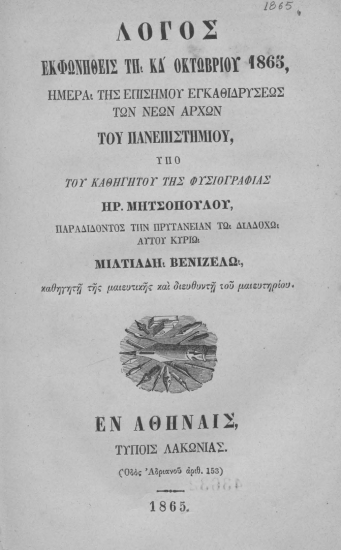 1865
ΛΟΓΟΣ
ΕΚΦΩΝΗΘΕΙΣ ΤΗι ΚΔ΄ ΟΚΤΩΒΡΙΟΥ 1865,
ΗΜΕΡΑι ΤΗΣ ΕΠΙΣΗΜΟΥ ΕΓΚΑΘΙΔΡΥΣΕΩΣ
ΤΩΝ ΝΕΩΝ ΑΡΧΩΝ
ΤΟΥ ΠΑΝΕΠΙΣΤΗΜΙΟΥ,
ΥΠΟ
ΤΟΥ ΚΑΘΗΓΗΤΟΥ ΤΗΣ ΦΥΣΙΟΓΡΑΦΙΑΣ
ΗΡ. ΜΗΤΣΟΠΟΥΛΟΥ,
ΠΑΡΑΔΙΔΟΝΤΟΣ ΤΗΝ ΠΡΥΤΑΝΕΙΑΝ ΤΩι ΔΙΑΔΟΧΩι
ΑΥΤΟΥ ΚΥΡΙΩι
ΜΙΛΤΙΑΔΗι ΒΕΝΙΖΕΛΩι,
καθηγητῇ τῆς μαιευτικῆς καὶ διευθυντῇ τοῦ μαιευτηρίου.
ΕΝ ΑΘΗΝΑΙΣ,
ΤΥΠΟΙΣ ΛΑΚΩΝΙΑΣ.
(Ὁδὸς Ἀδριανοῦ ἀριθ. 153)
1865.